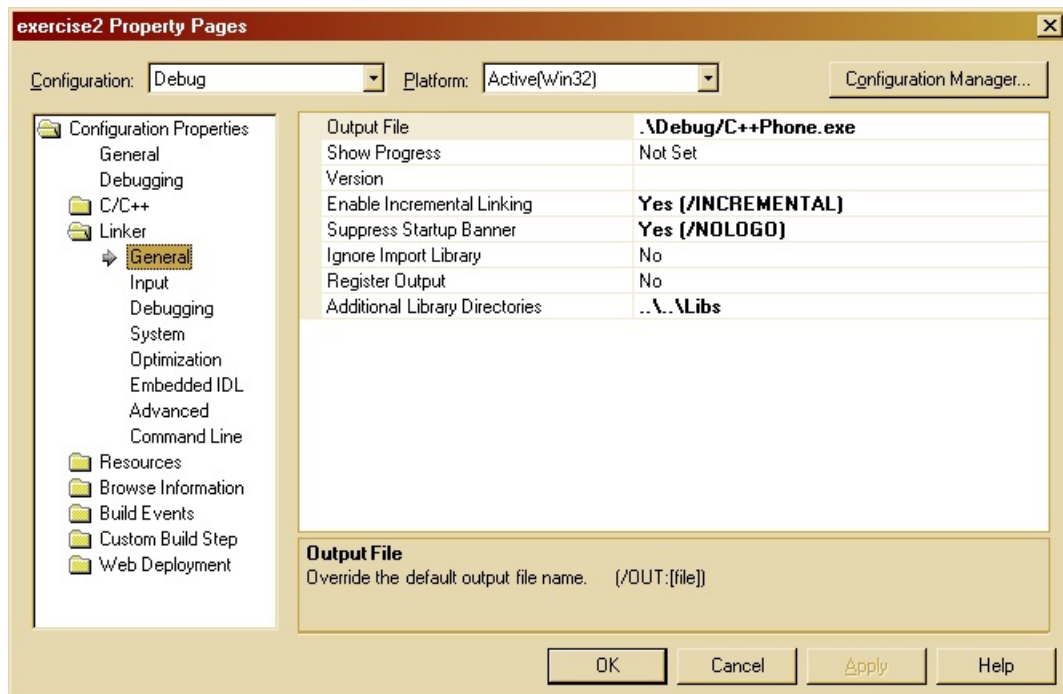 exercise2 Property Pages
Configuration: Debug Platform: Active(Win32) Configuration Manager...
Configuration Properties
General
Debugging
C/C++
Linker
General
Input
Debugging
System
Optimization
Embedded IDL
Advanced
Command Line
Resources
Browse Information
Build Events
Custom Build Step
Web Deployment
Output File .\Debug/C++Phone.exe
Show Progress Not Set
Version
Enable Incremental Linking Yes (/INCREMENTAL)
Suppress Startup Banner Yes (/NOLOGO)
Ignore Import Library No
Register Output No
Additional Library Directories ..\..\Libs
Output File
Override the default output file name. (/OUT:[file])
OK Cancel Apply Help